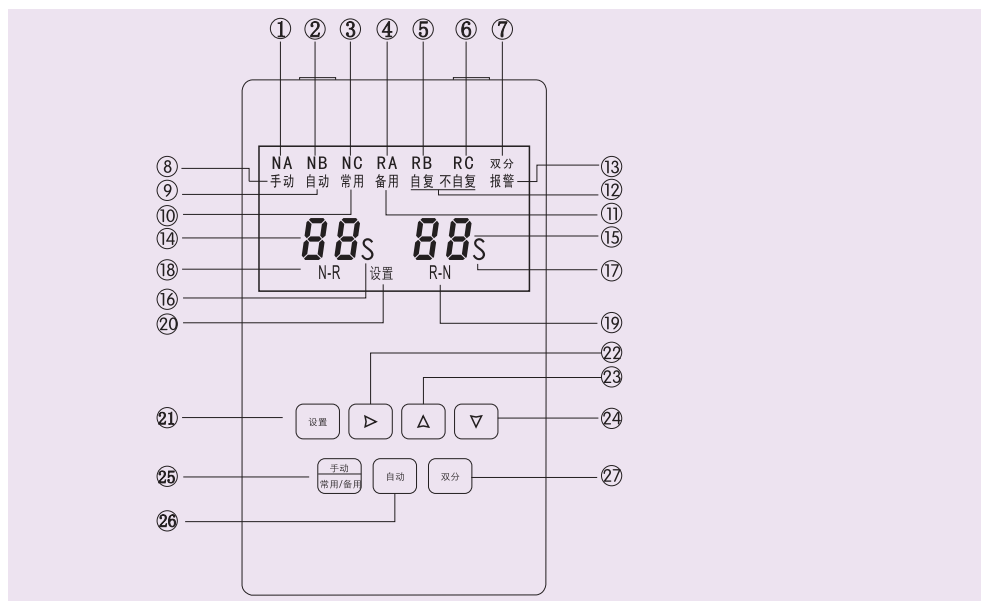 ① ② ③ ④ ⑤ ⑥ ⑦
NA NB NC RA RB RC 双分
⑧ 手动 自动 常用 备用 自复 不自复 报警 ⑬
⑨ ⑫
⑩ ⑪
⑭ 88S 88S ⑮
⑱ N-R 设置 R-N ⑰
⑯
⑳ ⑲
㉒
㉓
㉑ 设置 ㉔
㉕ 手动 自动 双分 ㉗
常用/备用
㉖